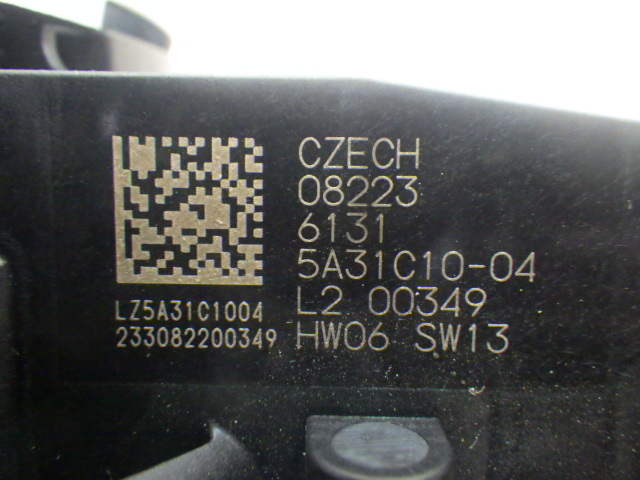 CZECH
08223
6131
5A31C10-04
L2 00349
HW06 SW13
LZ5A31C1004
233082200349